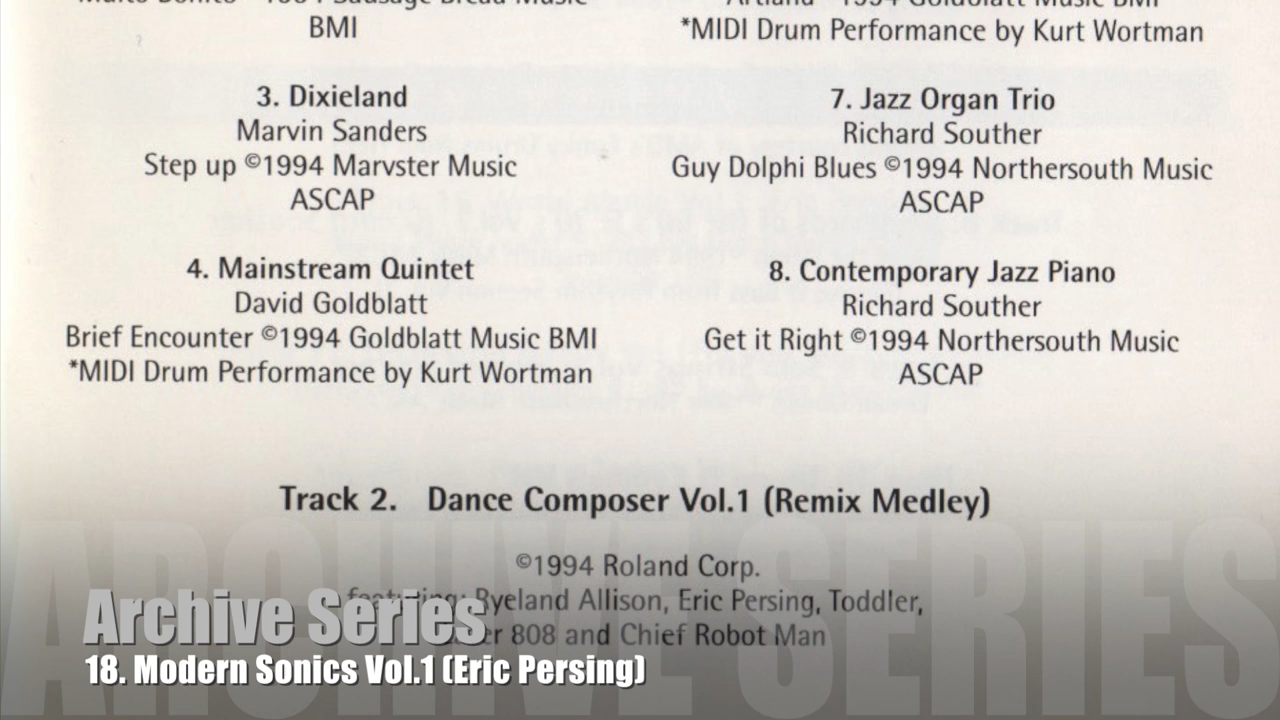 BMI
3. Dixieland
Marvin Sanders
Step up ©1994 Marvster Music
ASCAP
4. Mainstream Quintet
David Goldblatt
Brief Encounter ©1994 Goldblatt Music BMI
*MIDI Drum Performance by Kurt Wortman
*MIDI Drum Performance by Kurt Wortman
7. Jazz Organ Trio
Richard Souther
Guy Dolphi Blues ©1994 Northersouth Music
ASCAP
8. Contemporary Jazz Piano
Richard Souther
Get it Right ©1994 Northersouth Music
ASCAP
Track 2. Dance Composer Vol.1 (Remix Medley)
©1994 Roland Corp.
Ryeland Allison, Eric Persing, Toddler,
808 and Chief Robot Man
ARCHIVE SERIES
Archive Series
18. Modern Sonics Vol.1 (Eric Persing)